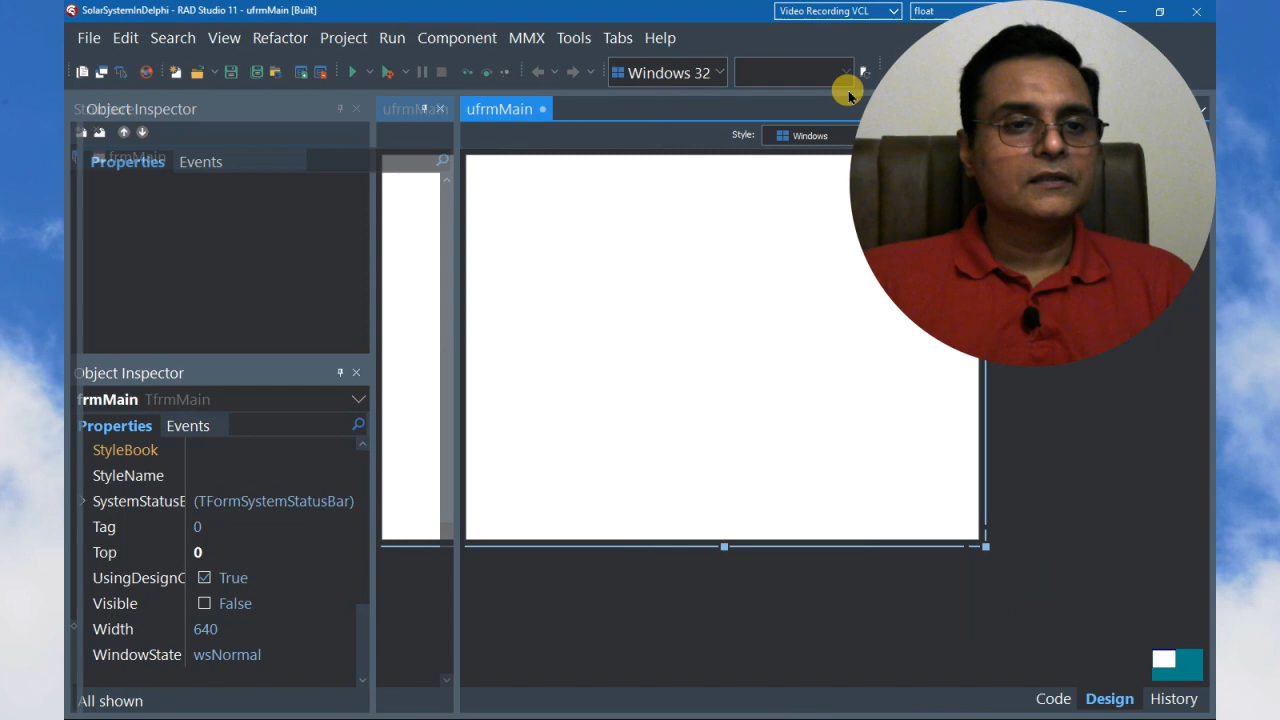 SolarSystemInDelphi - RAD Studio 11 - ufrmMain [Built]
Video Recording VCL
float
File Edit Search View Refactor Project Run Component MMX Tools Tabs Help
Windows 32
Object Inspector
ufrmMain
ufrmMain
Style: Windows
frmMain
Properties Events
Object Inspector
frmMain TfrmMain
Properties Events
StyleBook
StyleName
SystemStatusE (TFormSystemStatusBar)
Tag 0
Top 0
UsingDesignC True
Visible False
Width 640
WindowState wsNormal
All shown
Code Design History